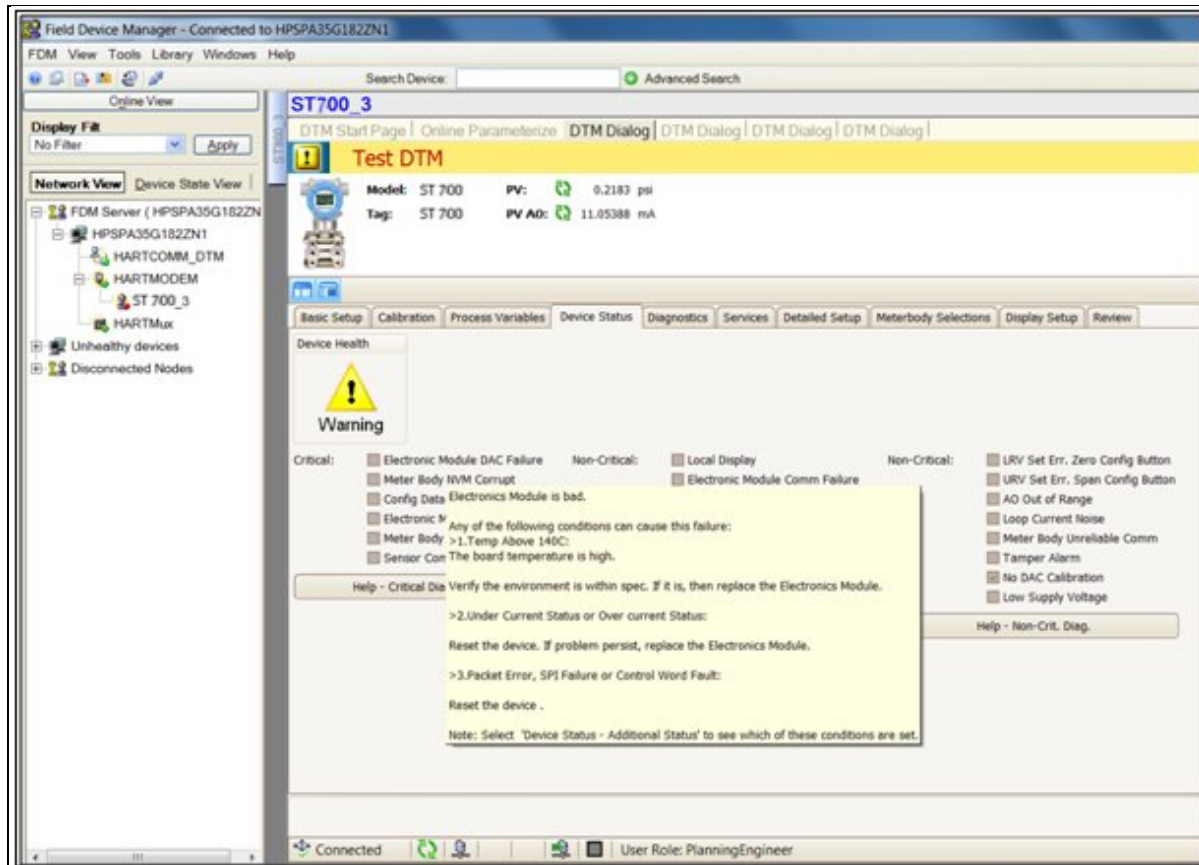 Field Device Manager - Connected to HPSPA35G182ZN1
FDM View Tools Library Windows Help
Search Device: Advanced Search
Online View
Display Filt
No Filter Apply
Network View Device State View
FDM Server ( HPSPA35G182ZN
HPSPA35G182ZN1
HARTCOMM_DTM
HARTMODEM
ST 700_3
HARTMux
Unhealthy devices
Disconnected Nodes
ST700_3
ST700_3
DTM Start Page Online Parameterize DTM Dialog DTM Dialog DTM Dialog DTM Dialog
Test DTM
Model: ST 700 PV: 0.2183 psi
Tag: ST 700 PV AO: 11.05388 mA
Basic Setup Calibration Process Variables Device Status Diagnostics Services Detailed Setup Meterbody Selections Display Setup Review
Device Health
Warning
Critical: Electronic Module DAC Failure Non-Critical: Local Display Non-Critical: LRV Set Err. Zero Config Button
Meter Body NVM Corrupt Electronic Module Comm Failure URV Set Err. Span Config Button
Config Data AO Out of Range
Electronic M Loop Current Noise
Meter Body Meter Body Unreliable Comm
Sensor Com Tamper Alarm
No DAC Calibration
Low Supply Voltage
Help - Critical Dia Help - Non-Crit. Diag.
Electronics Module is bad.
Any of the following conditions can cause this failure:
>1.Temp Above 140C:
The board temperature is high.
Verify the environment is within spec. If it is, then replace the Electronics Module.
>2.Under Current Status or Over current Status:
Reset the device. If problem persist, replace the Electronics Module.
>3.Packet Error, SPI Failure or Control Word Fault:
Reset the device .
Note: Select 'Device Status - Additional Status' to see which of these conditions are set.
Connected User Role: PlanningEngineer